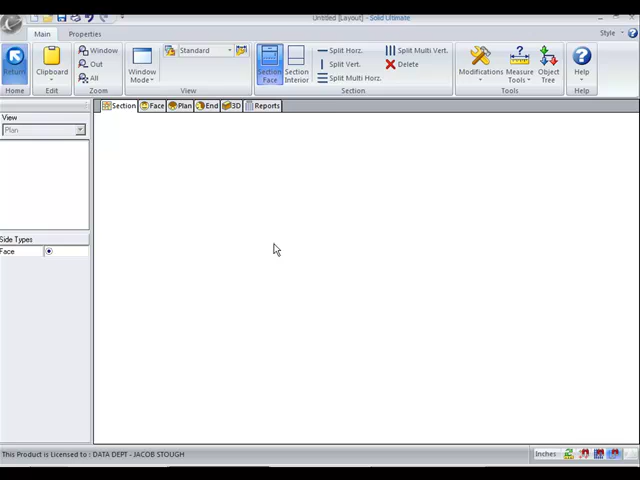 Untitled [Layout] - Solid Ultimate
Main Properties Style
Return Clipboard Window Out All Window Mode Standard Section Face Section Interior Split Horz. Split Vert. Split Multi Horz. Split Multi Vert. Delete Modifications Measure Tools Object Tree Help
Home Edit Zoom View Section Tools Help
Section Face Plan End 3D Reports
View
Plan
Side Types
Face
This Product is Licensed to : DATA DEPT - JACOB STOUGH Inches